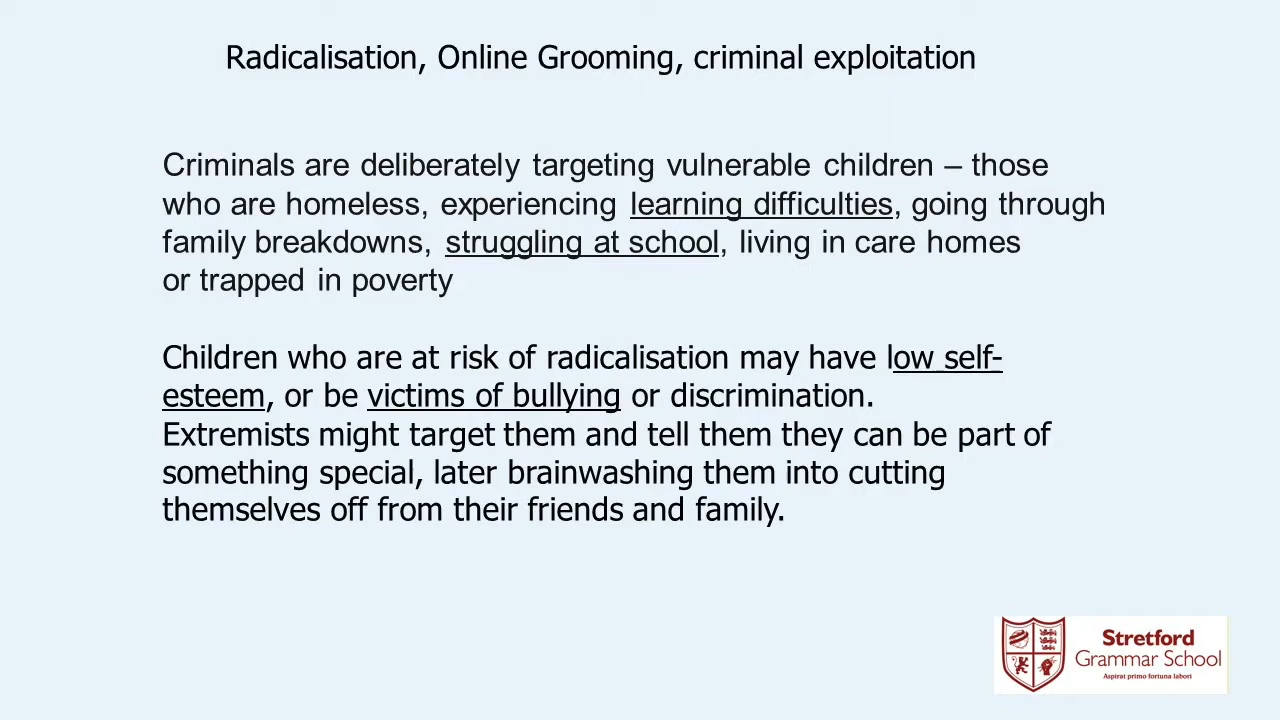 Radicalisation, Online Grooming, criminal exploitation
Criminals are deliberately targeting vulnerable children – those
who are homeless, experiencing learning difficulties, going through
family breakdowns, struggling at school, living in care homes
or trapped in poverty
Children who are at risk of radicalisation may have low self-
esteem, or be victims of bullying or discrimination.
Extremists might target them and tell them they can be part of
something special, later brainwashing them into cutting
themselves off from their friends and family.
Stretford
Grammar School
Aspirat primo fortuna labori